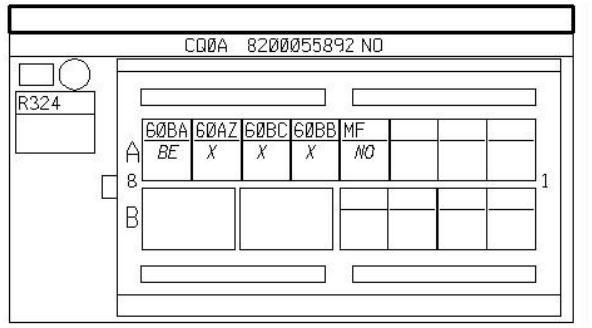 CQ0A 8200055892 NO
R324
60BA 60AZ 60BC 60BB MF
A BE X X X NO
8 1
B